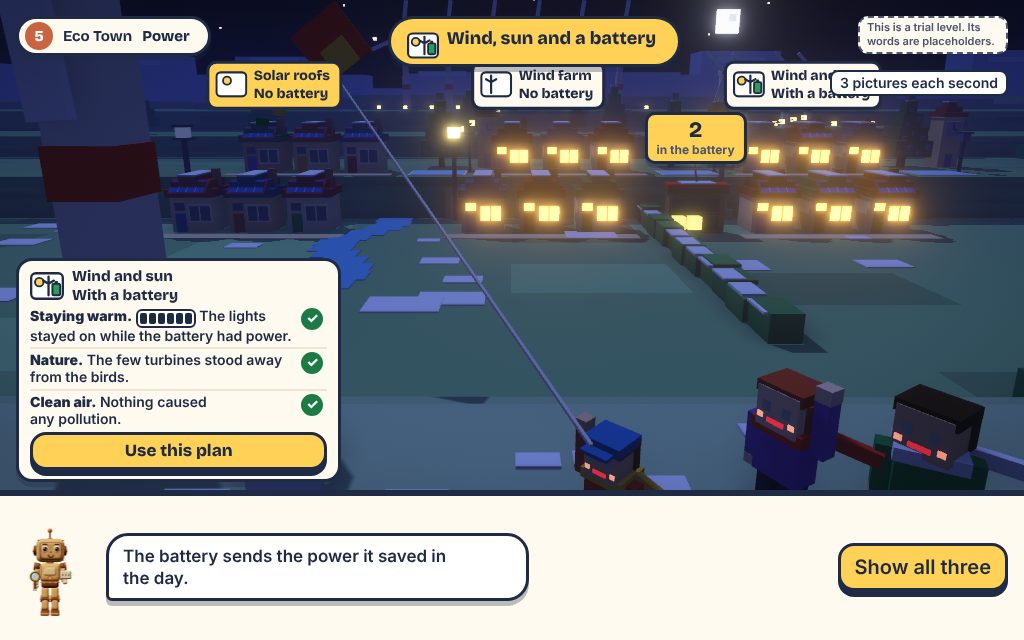 5 Eco Town Power
Wind, sun and a battery
This is a trial level. Its
words are placeholders.
Solar roofs
No battery
Wind farm
No battery
Wind and
With a battery
3 pictures each second
2
in the battery
Wind and sun
With a battery
Staying warm. The lights
stayed on while the battery had power.
Nature. The few turbines stood away
from the birds.
Clean air. Nothing caused
any pollution.
Use this plan
The battery sends the power it saved in
the day.
Show all three